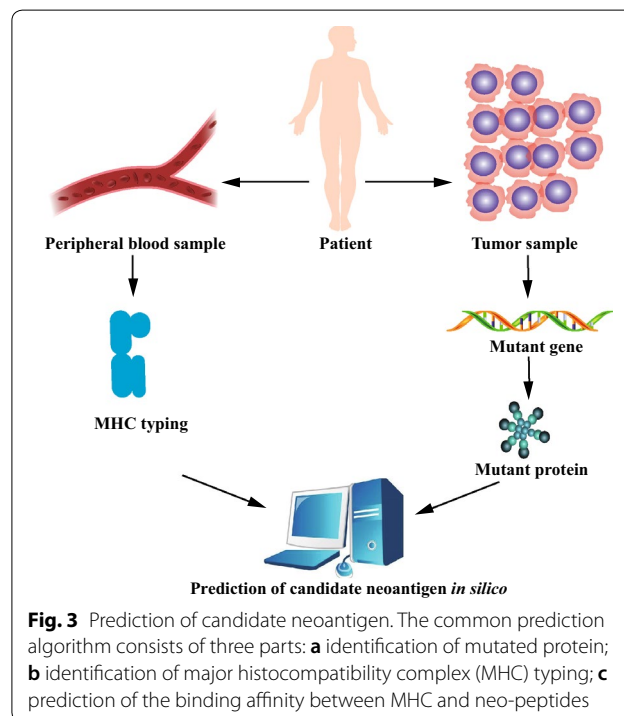 Peripheral blood sample Patient Tumor sample
Mutant gene
MHC typing
Mutant protein
Prediction of candidate neoantigen in silico
Fig. 3 Prediction of candidate neoantigen. The common prediction
algorithm consists of three parts: a identification of mutated protein;
b identification of major histocompatibility complex (MHC) typing; c
prediction of the binding affinity between MHC and neo-peptides